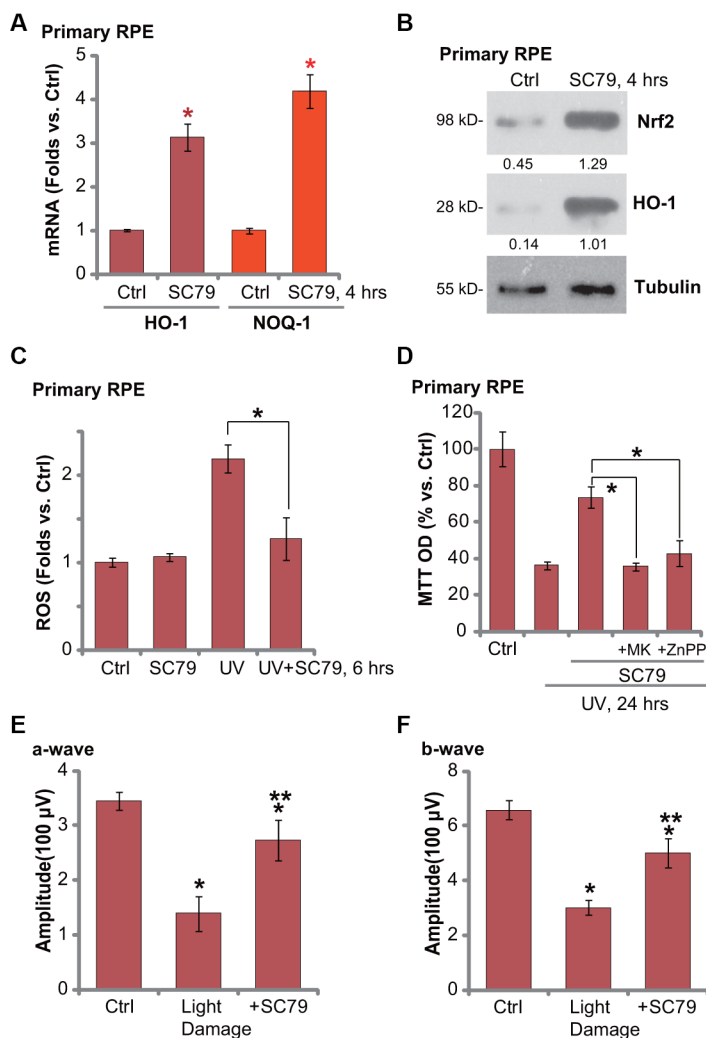 A
Primary RPE
mRNA (Folds vs. Ctrl)
5
4
3
2
1
0
*
*
Ctrl SC79 Ctrl SC79, 4 hrs
HO-1 NOQ-1
B
Primary RPE
Ctrl SC79, 4 hrs
98 kD- Nrf2
0.45 1.29
28 kD- HO-1
0.14 1.01
55 kD- Tubulin
C
Primary RPE
ROS (Folds vs. Ctrl)
2
1
0
*
Ctrl SC79 UV UV+SC79, 6 hrs
D
Primary RPE
MTT OD (% vs. Ctrl)
120
100
80
60
40
20
0
*
*
Ctrl +MK +ZnPP
SC79
UV, 24 hrs
E
a-wave
Amplitude(100 µV)
4
3
2
1
0
*
**
*
Ctrl Light +SC79
Damage
F
b-wave
Amplitude(100 µV)
8
6
4
2
0
*
**
*
Ctrl Light +SC79
Damage